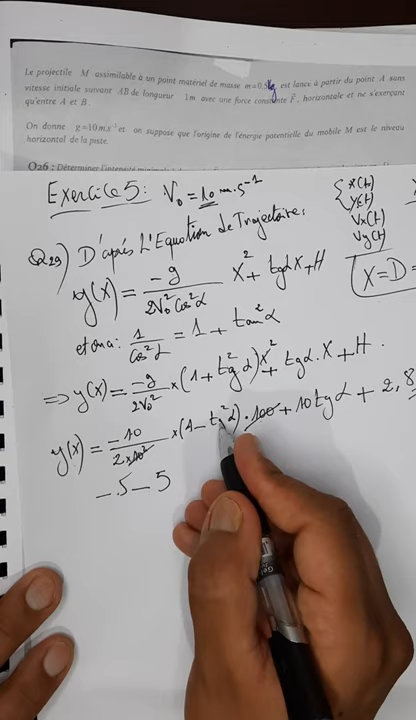 Le projectile M assimilable à un point matériel de masse m=0.5kg est lancé à partir du point A sans
vitesse initiale suivant AB de longueur 1m avec une force constante F, horizontale et ne s'exerçant
qu'entre A et B
On donne g=10m.s⁻² et on suppose que l'origine de l'énergie potentielle du mobile M est le niveau
horizontal de la piste.
Q26 : Déterminer l'intensité
Exercice 5: V₀ = 10 m.s⁻¹
{ x(t)
y(t)
Vx(t)
Vy(t)
Q29) D'après L'Equation de Trajectoire:
y(x) = -g/(2V₀²cos²α) x² + tgα x + H
X = D =
et on a: 1/cos²α = 1 + tan²α
⇒ y(x) = -g/(2V₀²) × (1 + tg²α) x² + tgα.x + H.
y(x) = -10/(2×10²) × (1 - tg²α) . 100 + 10 tgα + 2,8
- 5 - 5